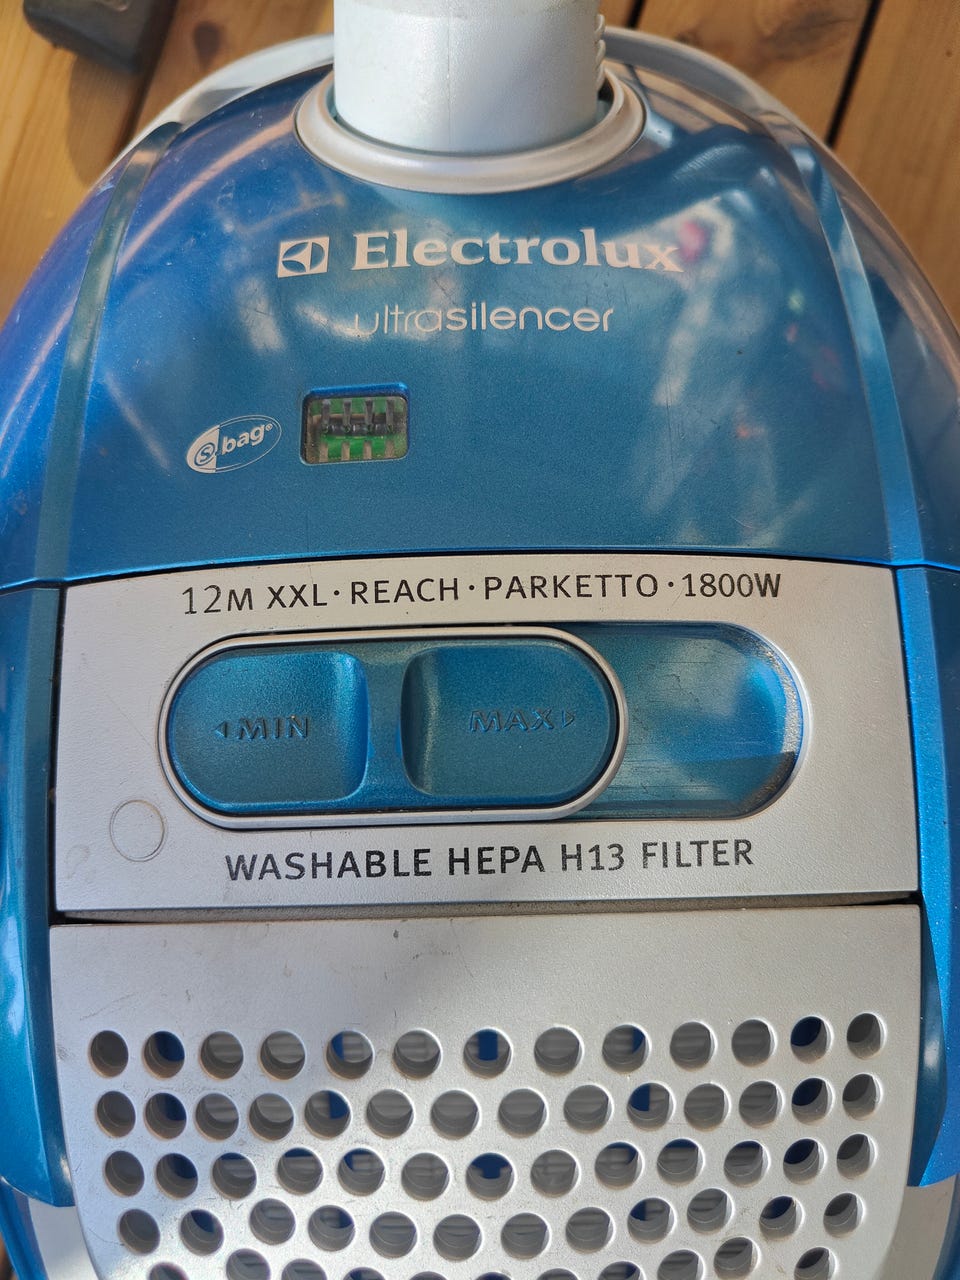 Electrolux
ultrasilencer
s-bag®
12M XXL · REACH · PARKETTO · 1800W
◁MIN MAX▷
WASHABLE HEPA H13 FILTER